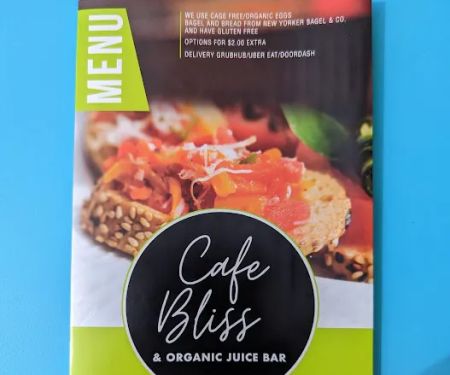 MENU
WE USE CAGE FREE/ORGANIC EGGS
BAGEL AND BREAD FROM NEW YORKER BAGEL & CO.
AND HAVE GLUTEN FREE
OPTIONS FOR $2.00 EXTRA
DELIVERY GRUBHUB/UBER EAT/DOORDASH
Cafe
Bliss
& ORGANIC JUICE BAR